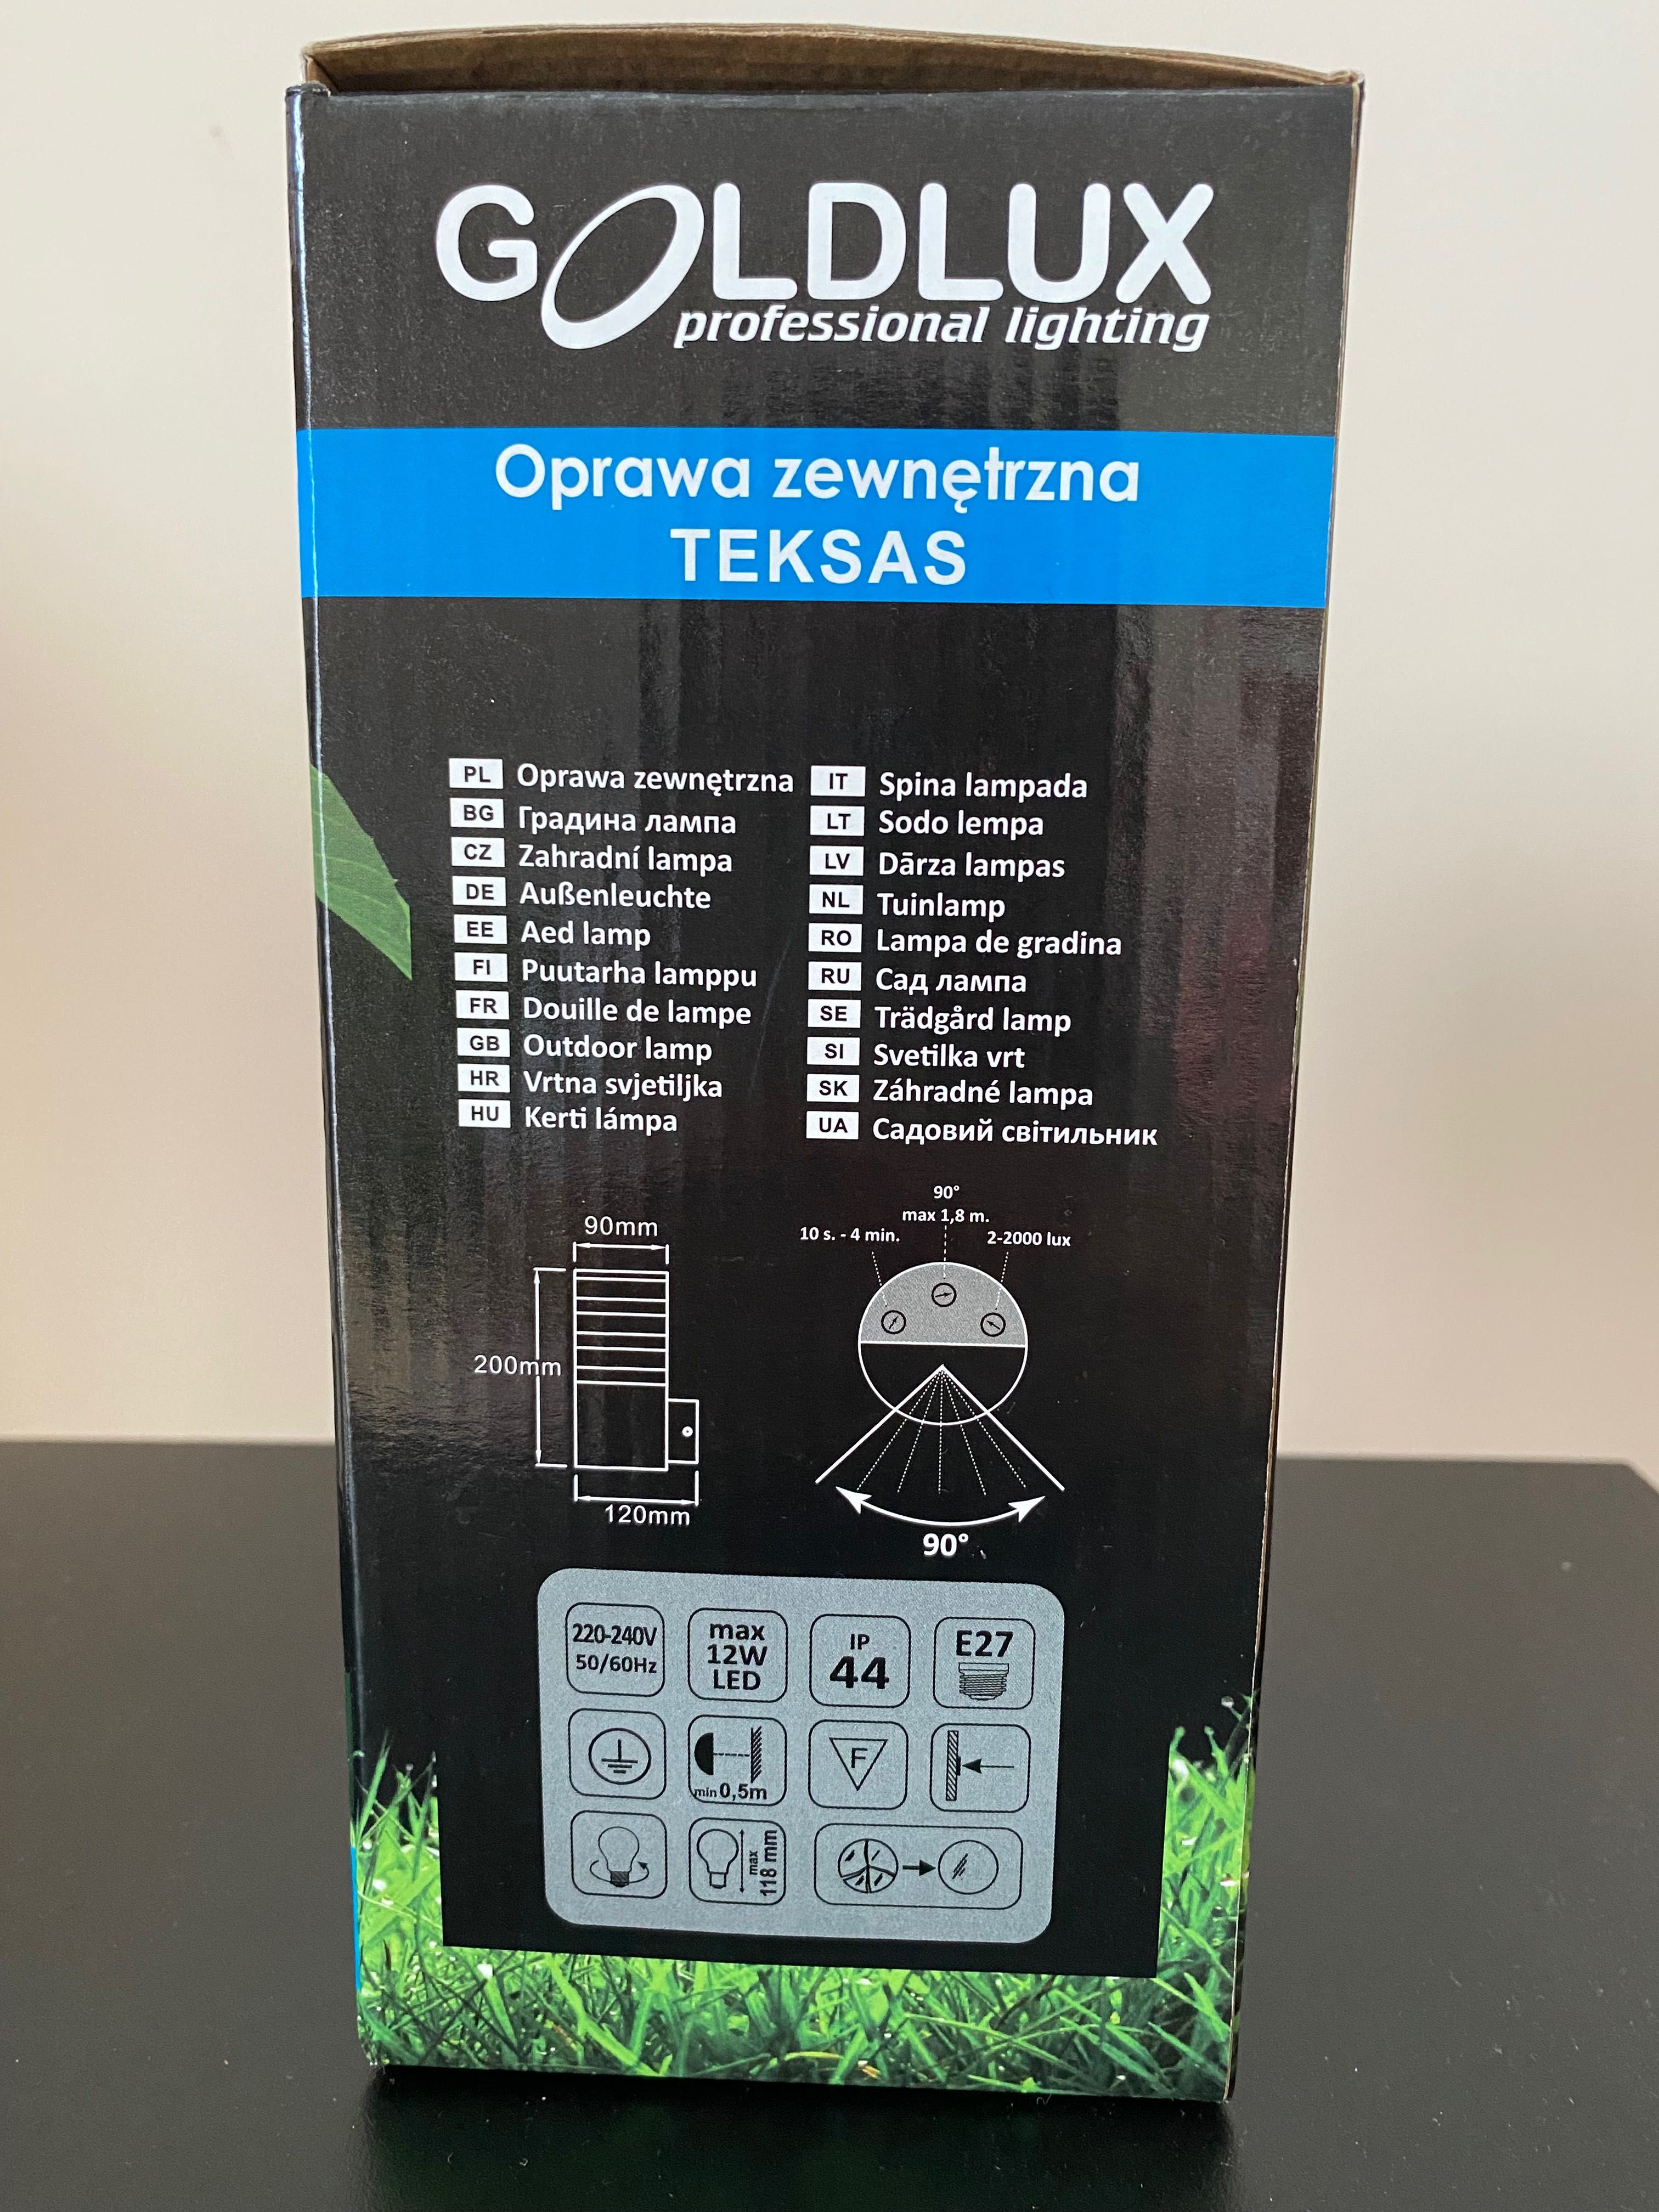 GOLDLUX
professional lighting
Oprawa zewnętrzna
TEKSAS
PL Oprawa zewnętrzna
BG Градина лампа
CZ Zahradní lampa
DE Außenleuchte
EE Aed lamp
FI Puutarha lamppu
FR Douille de lampe
GB Outdoor lamp
HR Vrtna svjetiljka
HU Kerti lámpa
IT Spina lampada
LT Sodo lempa
LV Dārza lampas
NL Tuinlamp
RO Lampa de gradina
RU Сад лампа
SE Trädgård lamp
SI Svetilka vrt
SK Záhradné lampa
UA Садовий світильник
90mm
200mm
120mm
90°
max 1,8 m.
10 s. - 4 min.
2-2000 lux
90°
220-240V
50/60Hz
max
12W
LED
IP
44
E27
min 0,5m
F
max
118 mm